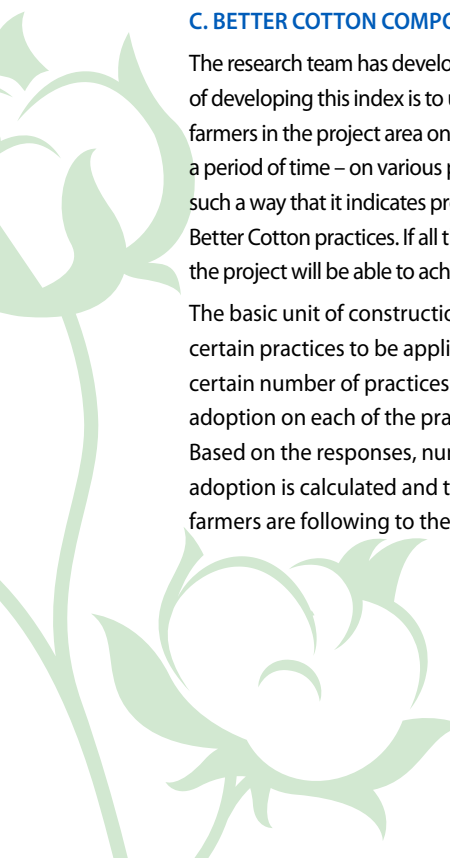 C. BETTER COTTON COMPO
The research team has develo
of developing this index is to
farmers in the project area on
a period of time – on various
such a way that it indicates pr
Better Cotton practices. If all t
the project will be able to ach
The basic unit of constructio
certain practices to be appli
certain number of practices
adoption on each of the pra
Based on the responses, nu
adoption is calculated and t
farmers are following to the